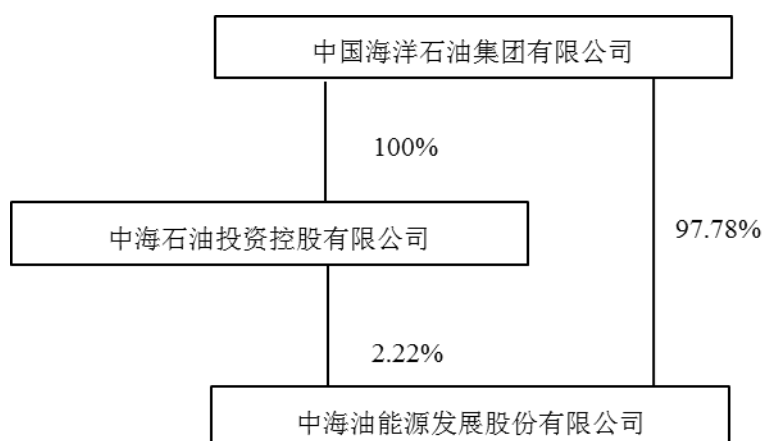 中国海洋石油集团有限公司
100%
中海石油投资控股有限公司
97.78%
2.22%
中海油能源发展股份有限公司